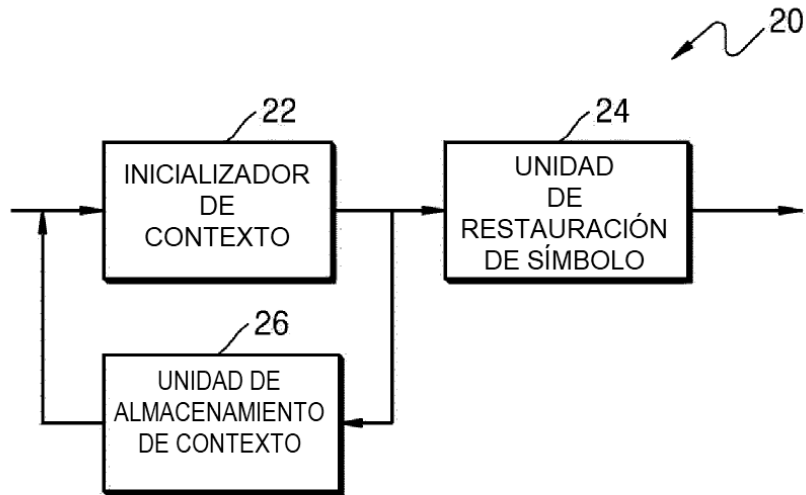 20
22
INICIALIZADOR
DE
CONTEXTO
24
UNIDAD
DE
RESTAURACIÓN
DE SÍMBOLO
26
UNIDAD DE
ALMACENAMIENTO
DE CONTEXTO